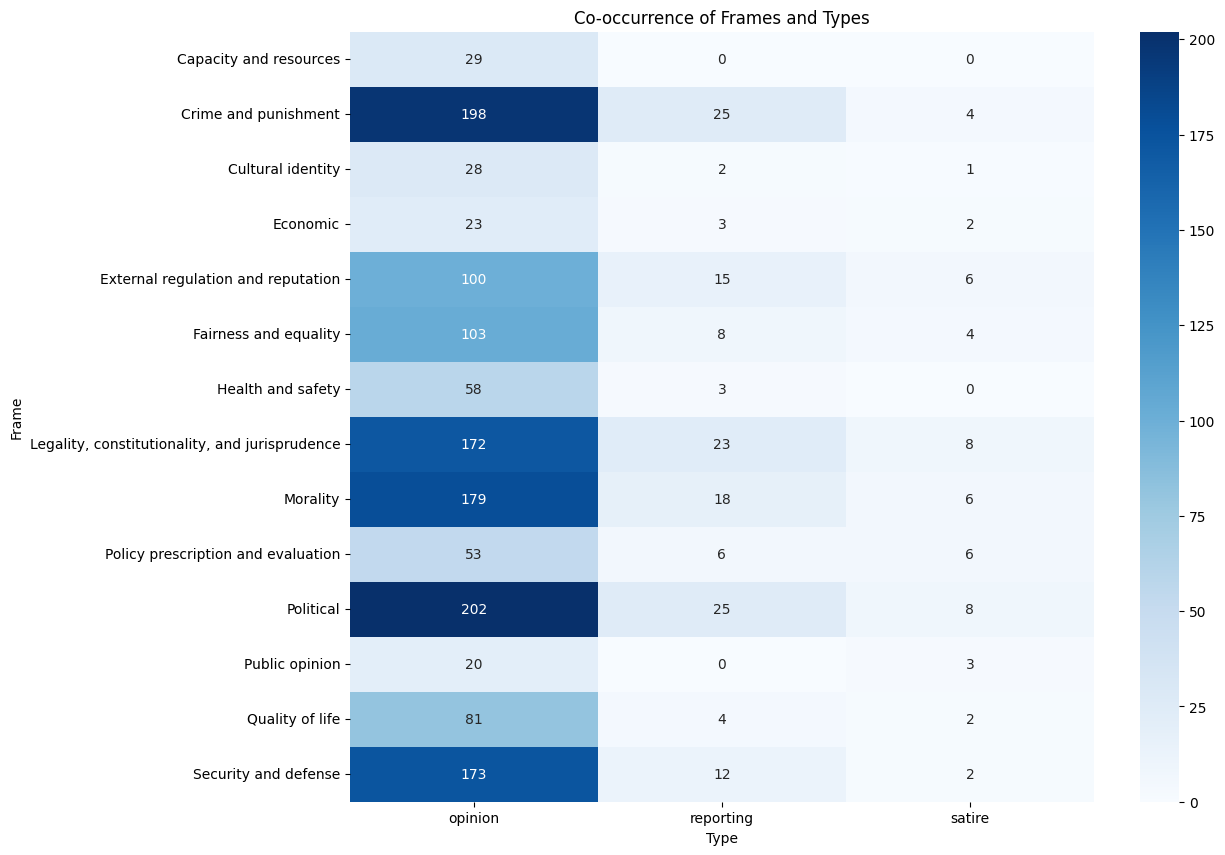 Co-occurrence of Frames and Types
Frame
Capacity and resources 29 0 0
Crime and punishment 198 25 4
Cultural identity 28 2 1
Economic 23 3 2
External regulation and reputation 100 15 6
Fairness and equality 103 8 4
Health and safety 58 3 0
Legality, constitutionality, and jurisprudence 172 23 8
Morality 179 18 6
Policy prescription and evaluation 53 6 6
Political 202 25 8
Public opinion 20 0 3
Quality of life 81 4 2
Security and defense 173 12 2
opinion reporting satire
Type
200
175
150
125
100
75
50
25
0